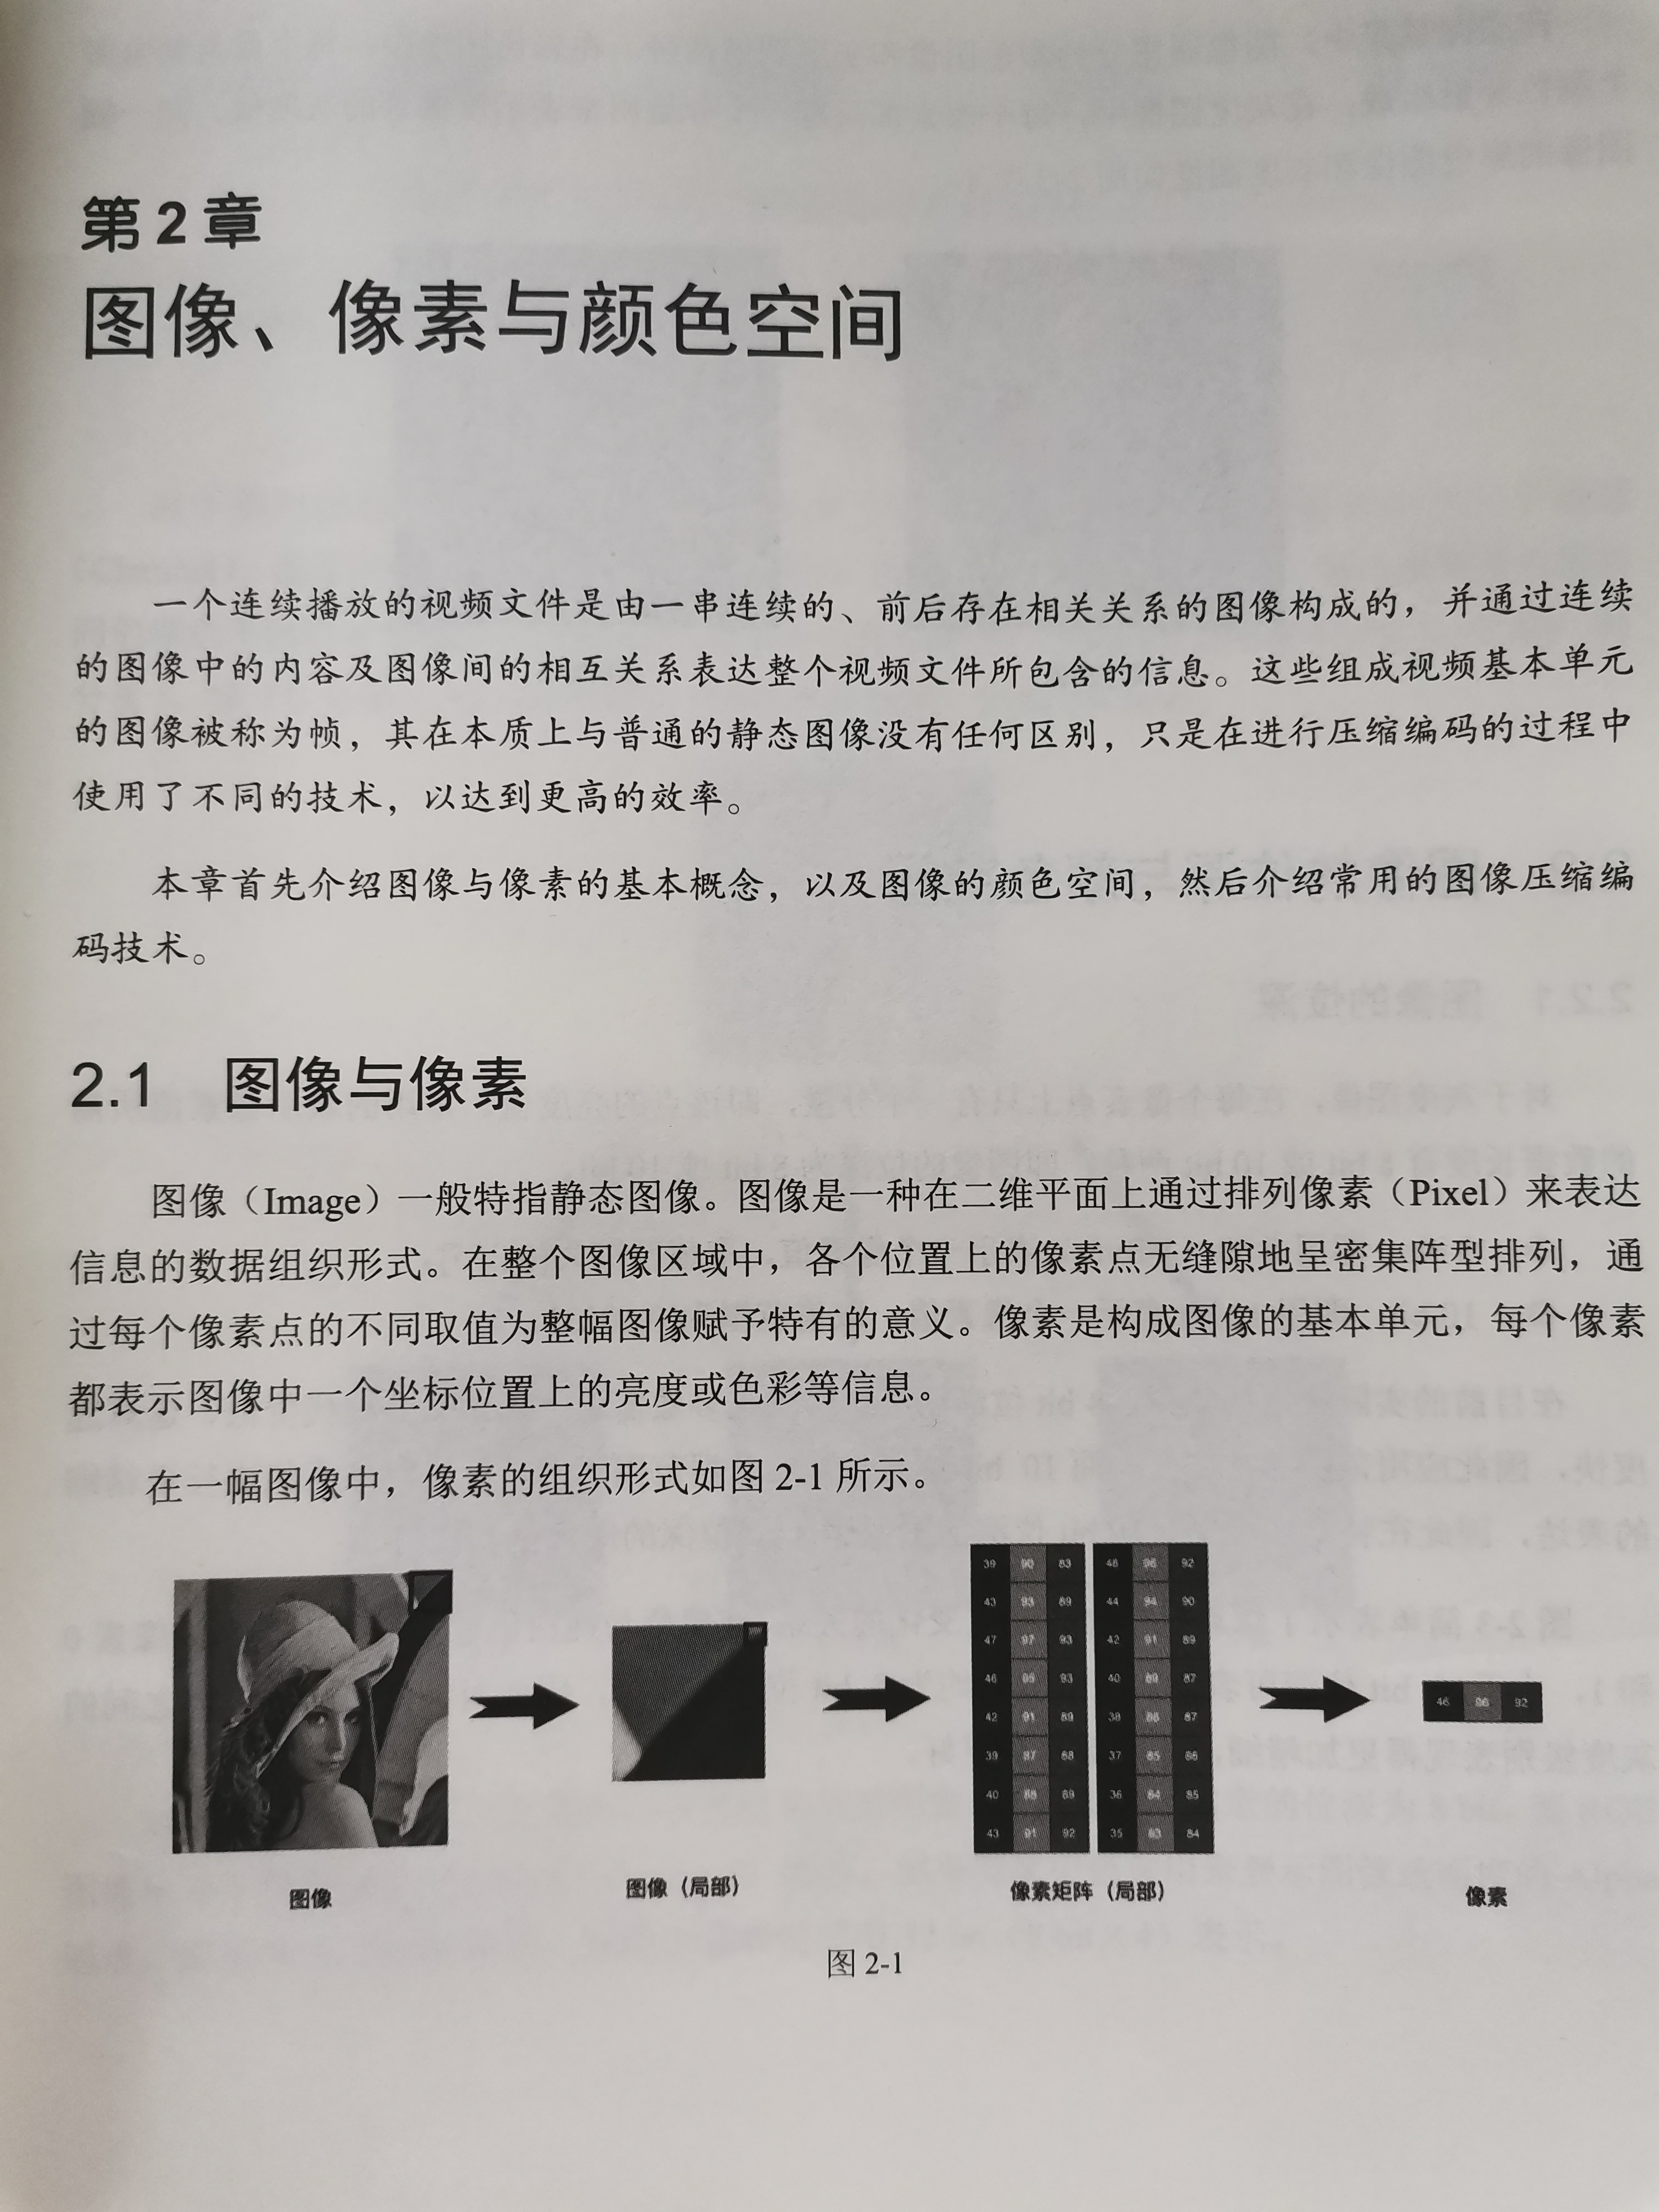 第 2 章
图像、像素与颜色空间
一个连续播放的视频文件是由一串连续的、前后存在相关关系的图像构成的，并通过连续
的图像中的内容及图像间的相互关系表达整个视频文件所包含的信息。这些组成视频基本单元
的图像被称为帧，其在本质上与普通的静态图像没有任何区别，只是在进行压缩编码的过程中
使用了不同的技术，以达到更高的效率。
本章首先介绍图像与像素的基本概念，以及图像的颜色空间，然后介绍常用的图像压缩编
码技术。
2.1 图像与像素
图像（Image）一般特指静态图像。图像是一种在二维平面上通过排列像素（Pixel）来表达
信息的数据组织形式。在整个图像区域中，各个位置上的像素点无缝隙地呈密集阵型排列，通
过每个像素点的不同取值为整幅图像赋予特有的意义。像素是构成图像的基本单元，每个像素
都表示图像中一个坐标位置上的亮度或色彩等信息。
在一幅图像中，像素的组织形式如图 2-1 所示。
39 90 83 46 96 92
43 93 89 44 94 90
47 97 93 42 91 89
46 93 40 89 87
42 91 89 38 87
39 87 88 37 85 86
40 88 89 36 84 85
43 91 92 35 83 84
46 96 92
图像
图像（局部）
像素矩阵（局部）
像素
图 2-1